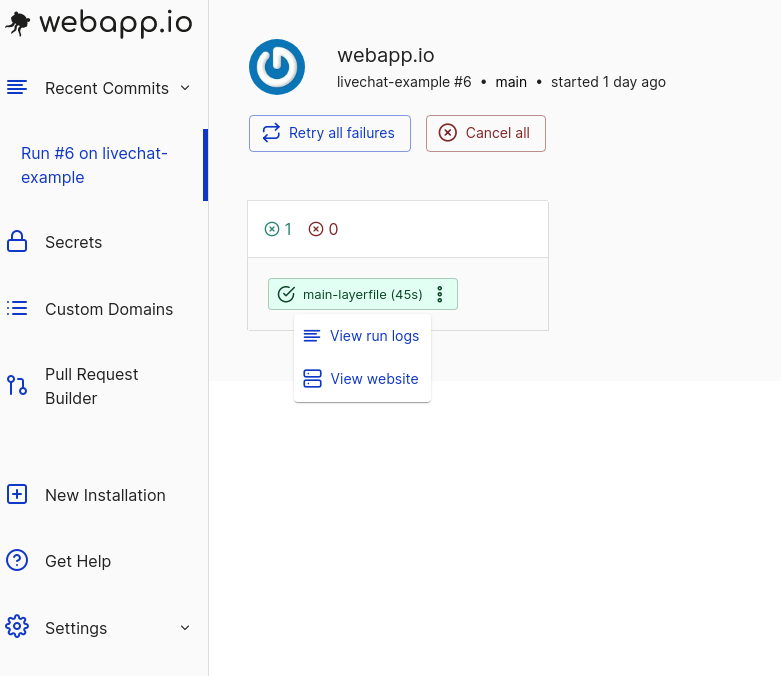 webapp.io
Recent Commits
Run #6 on livechat-
example
Secrets
Custom Domains
Pull Request
Builder
New Installation
Get Help
Settings
webapp.io
livechat-example #6 • main • started 1 day ago
Retry all failures
Cancel all
1 0
main-layerfile (45s)
View run logs
View website